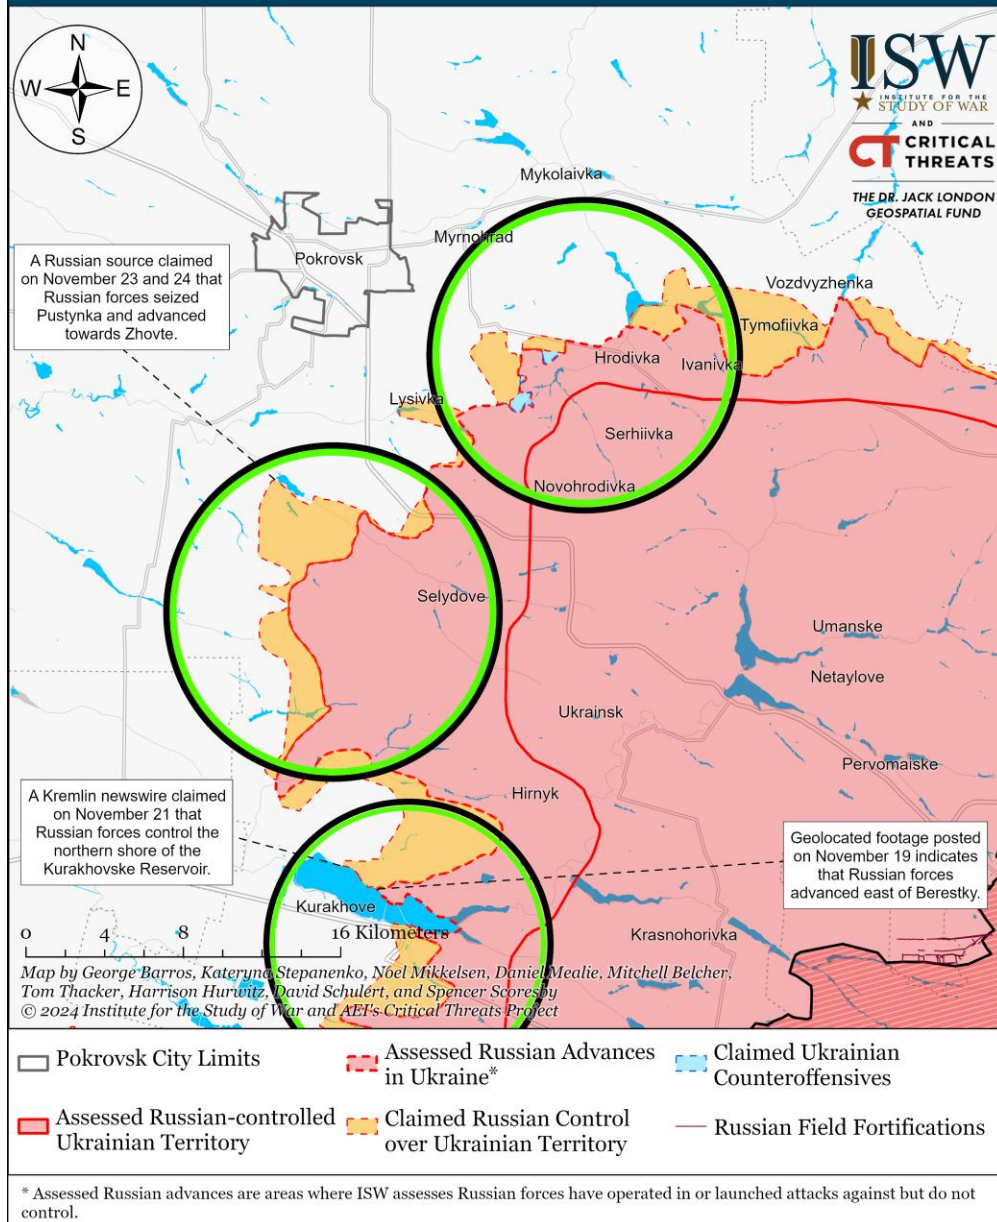 N
W
E
S
ISW
INSTITUTE FOR THE
STUDY OF WAR
AND
CT CRITICAL
THREATS
THE DR. JACK LONDON
GEOSPATIAL FUND
Mykolaivka
Myrnohrad
Pokrovsk
A Russian source claimed
on November 23 and 24 that
Russian forces seized
Pustynka and advanced
towards Zhovte.
Vozdvyzhenka
Tymofiivka
Hrodivka
Ivanivka
Lysivka
Serhiivka
Novohrodivka
Selydove
Umanske
Netaylove
Ukrainsk
Pervomaiske
Hirnyk
A Kremlin newswire claimed
on November 21 that
Russian forces control the
northern shore of the
Kurakhovske Reservoir.
Geolocated footage posted
on November 19 indicates
that Russian forces
advanced east of Berestky.
Kurakhove
Krasnohorivka
0 4 8 16 Kilometers
Map by George Barros, Kateryna Stepanenko, Noel Mikkelsen, Daniel Mealie, Mitchell Belcher,
Tom Thacker, Harrison Hurwitz, David Schulert, and Spencer Scoresby
© 2024 Institute for the Study of War and AEI's Critical Threats Project
Pokrovsk City Limits
Assessed Russian-controlled
Ukrainian Territory
Assessed Russian Advances
in Ukraine*
Claimed Russian Control
over Ukrainian Territory
Claimed Ukrainian
Counteroffensives
Russian Field Fortifications
* Assessed Russian advances are areas where ISW assesses Russian forces have operated in or launched attacks against but do not
control.